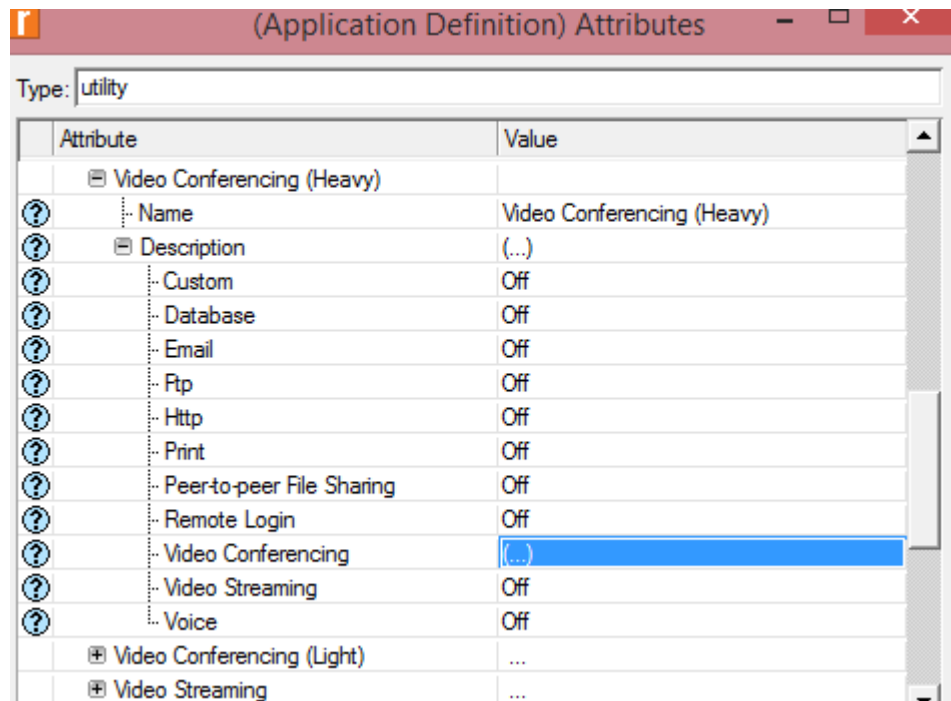 r (Application Definition) Attributes
Type: utility
Attribute Value
Video Conferencing (Heavy)
Name Video Conferencing (Heavy)
Description (...)
Custom Off
Database Off
Email Off
Ftp Off
Http Off
Print Off
Peer-to-peer File Sharing Off
Remote Login Off
Video Conferencing (...)
Video Streaming Off
Voice Off
Video Conferencing (Light) ...
Video Streaming ...